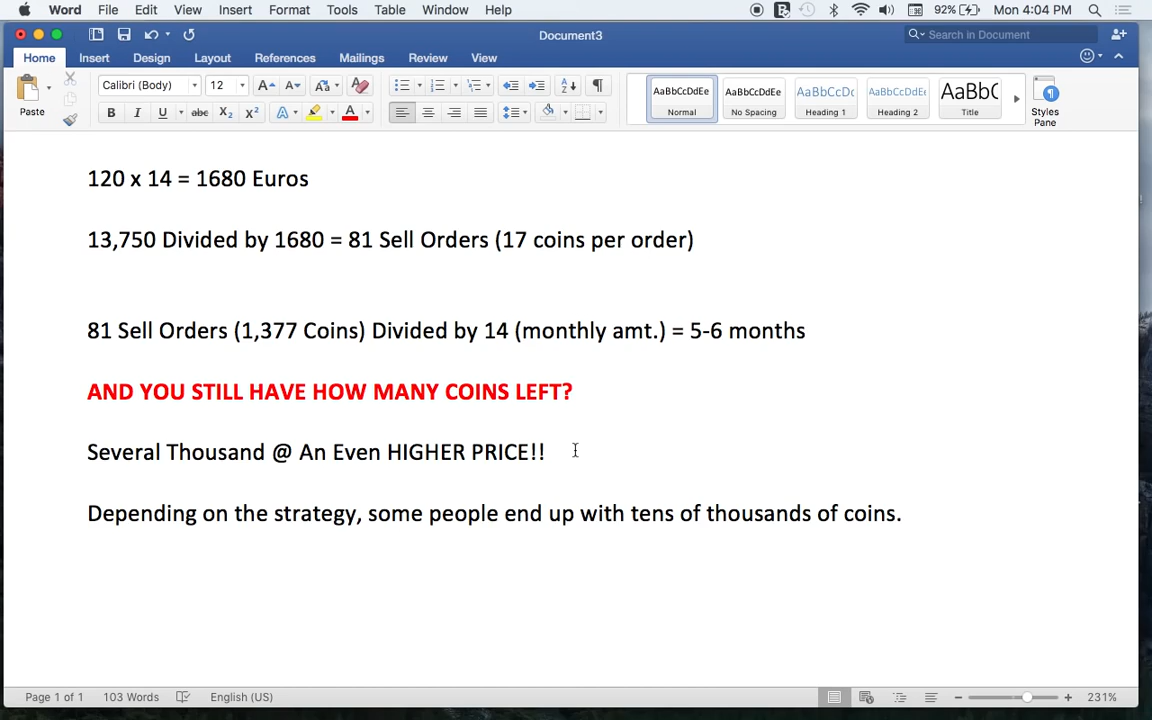 Word File Edit View Insert Format Tools Table Window Help 92% Mon 4:04 PM
Document3 Search in Document
Home Insert Design Layout References Mailings Review View
Paste Calibri (Body) 12 AaBbCcDdEe Normal AaBbCcDdEe No Spacing AaBbCcDc Heading 1 AaBbCcDdEe Heading 2 AaBbC Title Styles Pane
120 x 14 = 1680 Euros
13,750 Divided by 1680 = 81 Sell Orders (17 coins per order)
81 Sell Orders (1,377 Coins) Divided by 14 (monthly amt.) = 5-6 months
AND YOU STILL HAVE HOW MANY COINS LEFT?
Several Thousand @ An Even HIGHER PRICE!!
Depending on the strategy, some people end up with tens of thousands of coins.
Page 1 of 1 103 Words English (US) 231%